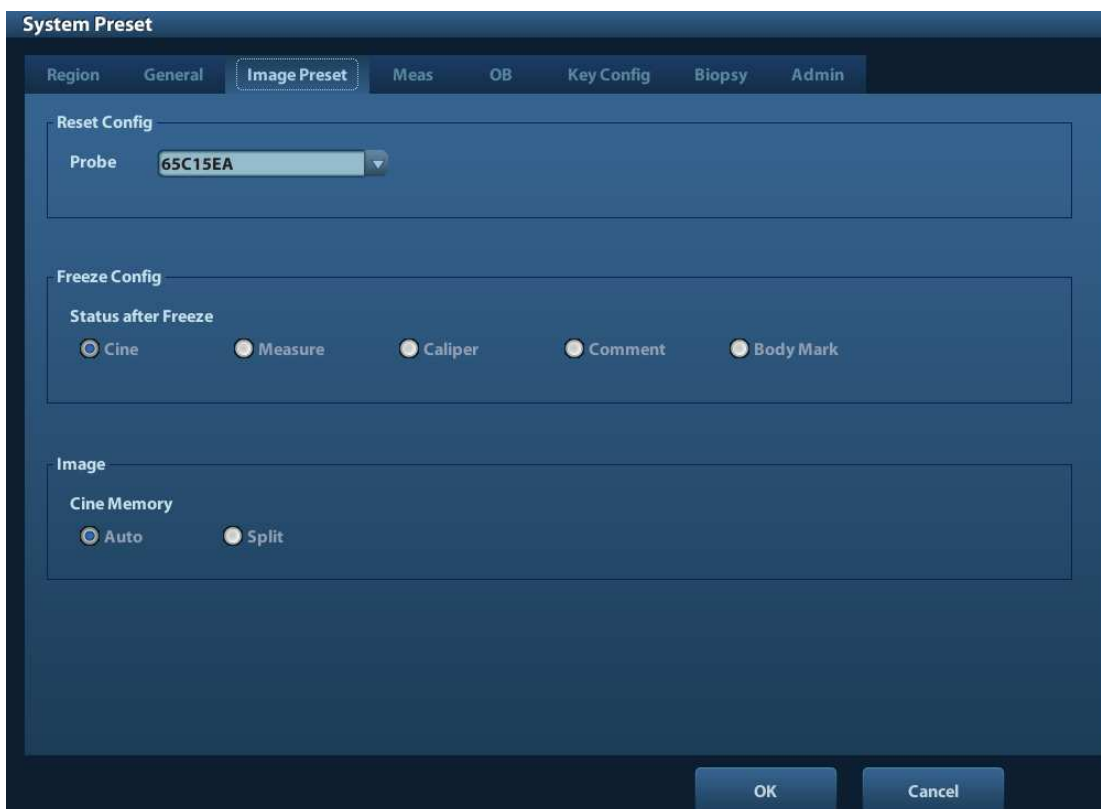 System Preset
Region General Image Preset Meas OB Key Config Biopsy Admin
Reset Config
Probe 65C15EA
Freeze Config
Status after Freeze
Cine Measure Caliper Comment Body Mark
Image
Cine Memory
Auto Split
OK Cancel